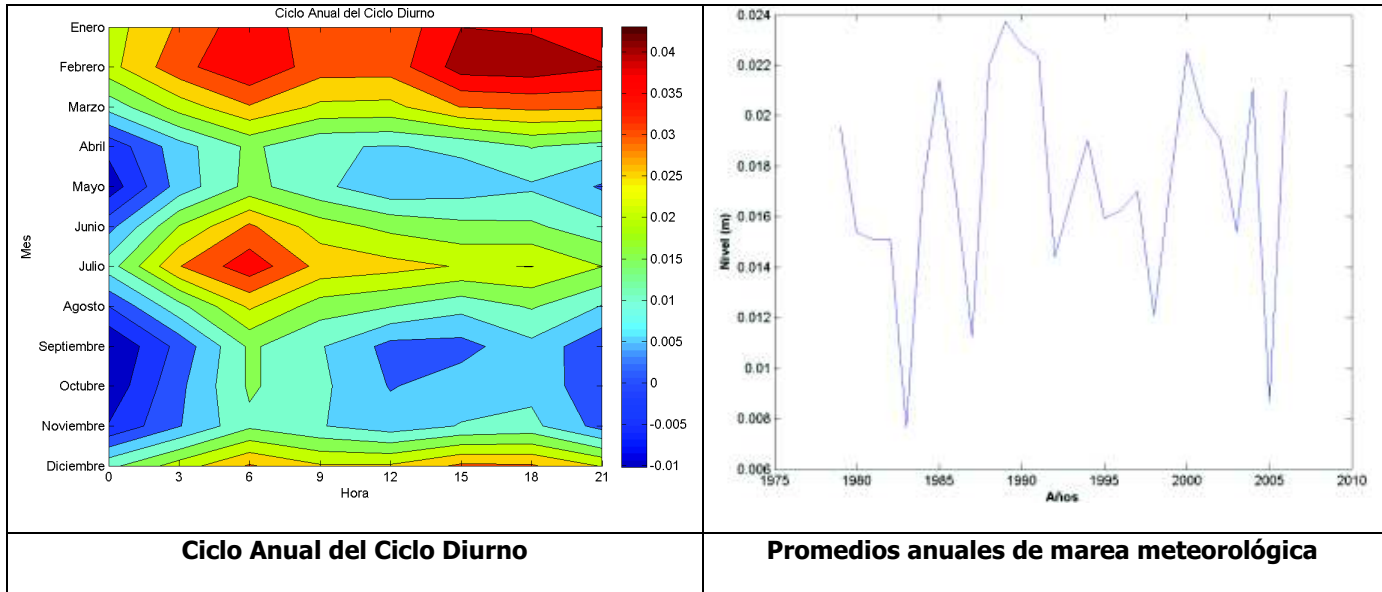 Ciclo Anual del Ciclo Diurno
Mes
Enero
Febrero
Marzo
Abril
Mayo
Junio
Julio
Agosto
Septiembre
Octubre
Noviembre
Diciembre
0 3 6 9 12 15 18 21
Hora
0.04
0.035
0.03
0.025
0.02
0.015
0.01
0.005
0
-0.005
-0.01
Nivel (m)
0.024
0.022
0.02
0.018
0.016
0.014
0.012
0.01
0.008
0.006
1975 1980 1985 1990 1995 2000 2005 2010
Años
Ciclo Anual del Ciclo Diurno
Promedios anuales de marea meteorológica